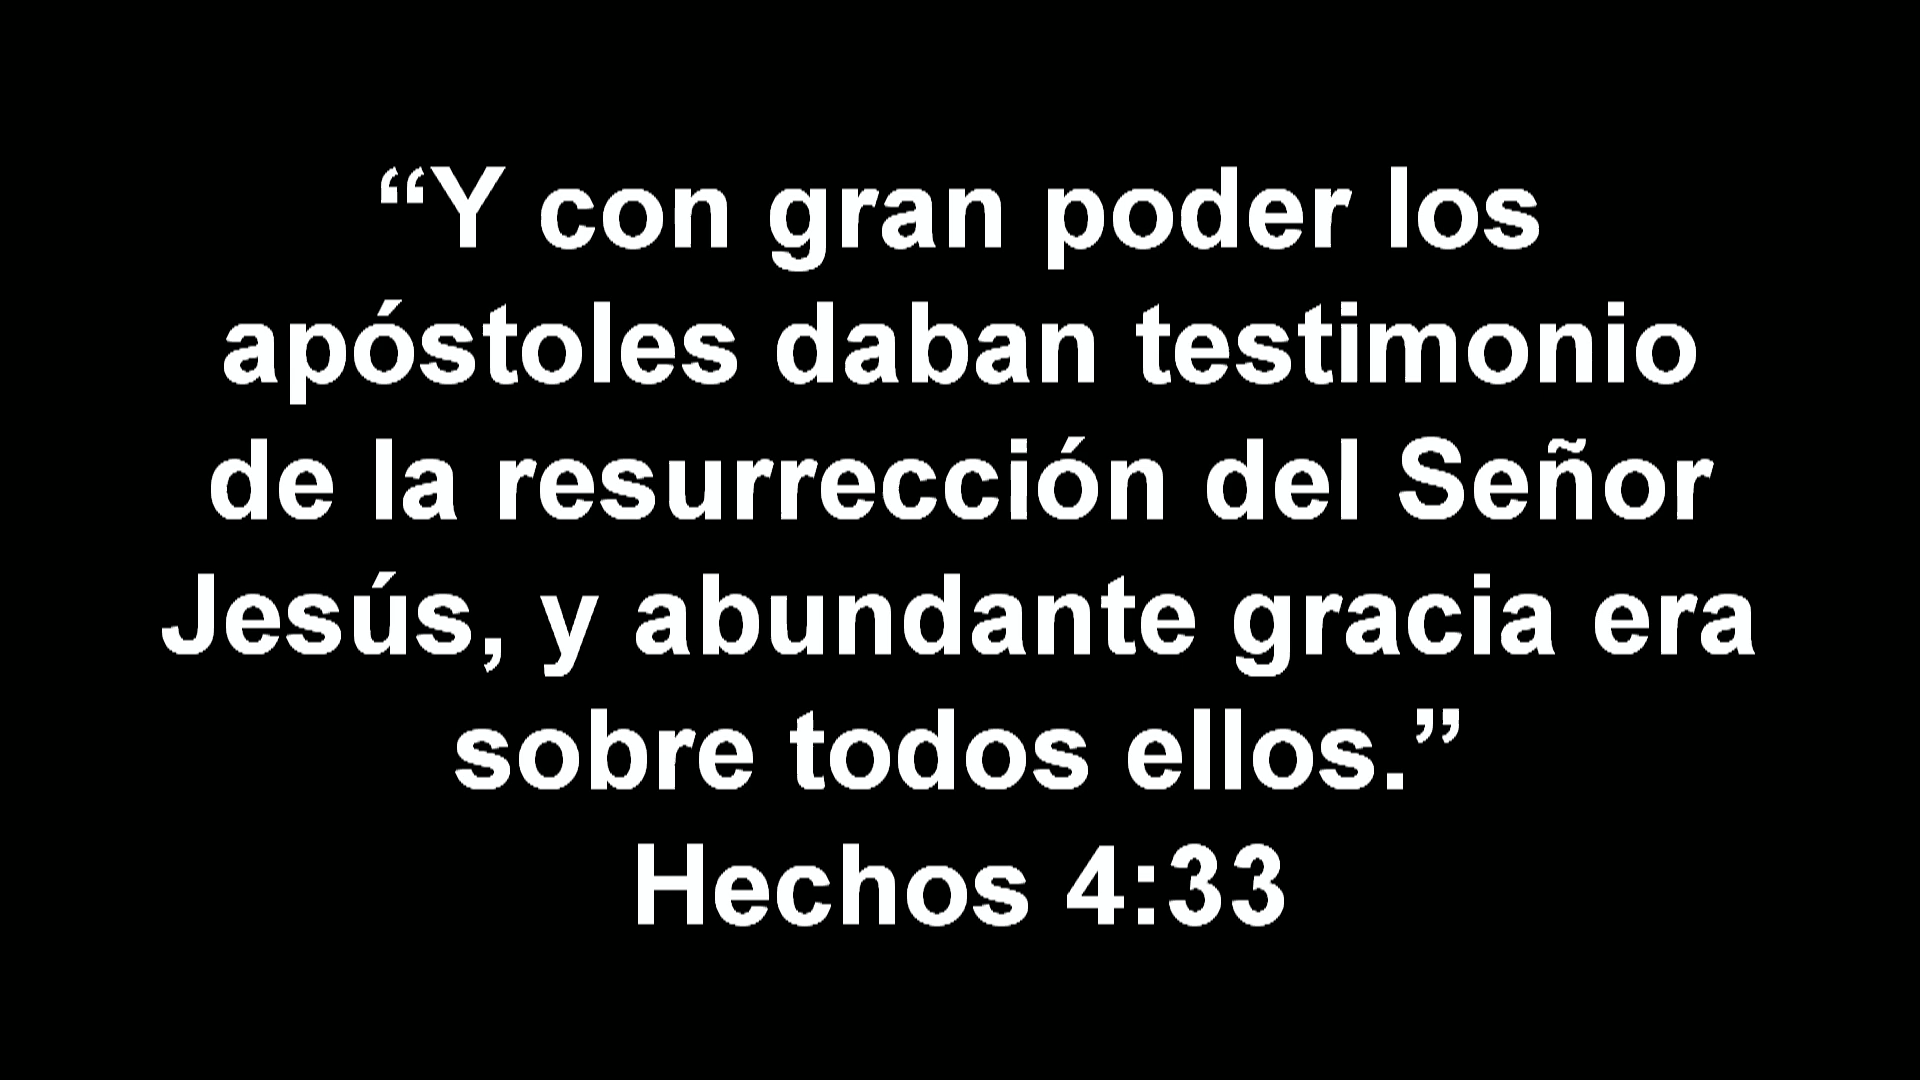 “Y con gran poder los
apóstoles daban testimonio
de la resurrección del Señor
Jesús, y abundante gracia era
sobre todos ellos.”
Hechos 4:33